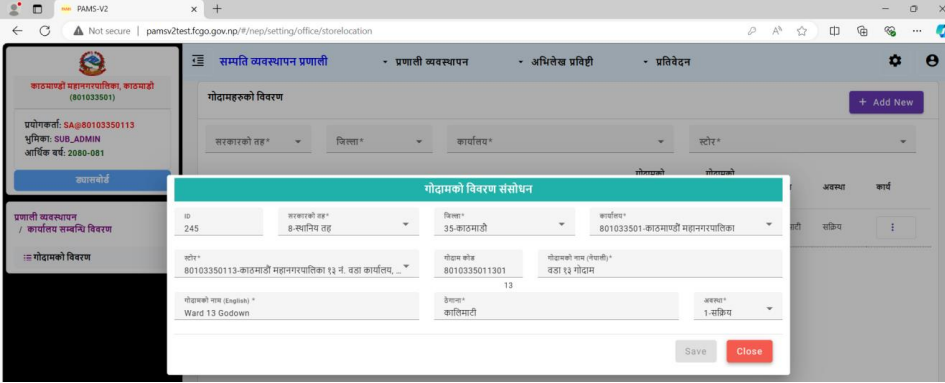 PAMS-V2
Not secure | pamsv2test.fcgo.gov.np/#/nep/setting/office/storelocation
काठमाण्डौं महानगरपालिका, काठमाडौ
(801033501)
प्रयोगकर्ता: SA@80103350113
भुमिका: SUB_ADMIN
आर्थिक बर्ष: 2080-081
ड्यासबोर्ड
प्रणाली व्यवस्थापन
/ कार्यालय सम्बन्धि विवरण
गोदामको विवरण
सम्पति व्यवस्थापन प्रणाली
प्रणाली व्यवस्थापन
अभिलेख प्रविष्टी
प्रतिवेदन
गोदामहरुको विवरण
+ Add New
सरकारको तह*
जिल्ला*
कार्यालय*
स्टोर*
गोदामको गोदामको
अवस्था कार्य
सक्रिय
गोदामको विवरण संसोधन
ID
245
सरकारको तह*
8-स्थानिय तह
जिल्ला*
35-काठमाडौ
कार्यालय*
801033501-काठमाण्डौं महानगरपालिका
स्टोर*
80103350113-काठमाडौं महानगरपालिका १३ नं. वडा कार्यालय, ...
गोदाम कोड
8010335011301
13
गोदामको नाम (नेपाली)*
वडा १३ गोदाम
गोदामको नाम (English) *
Ward 13 Godown
ठेगाना*
कालिमाटी
अवस्था*
1-सक्रिय
Save
Close